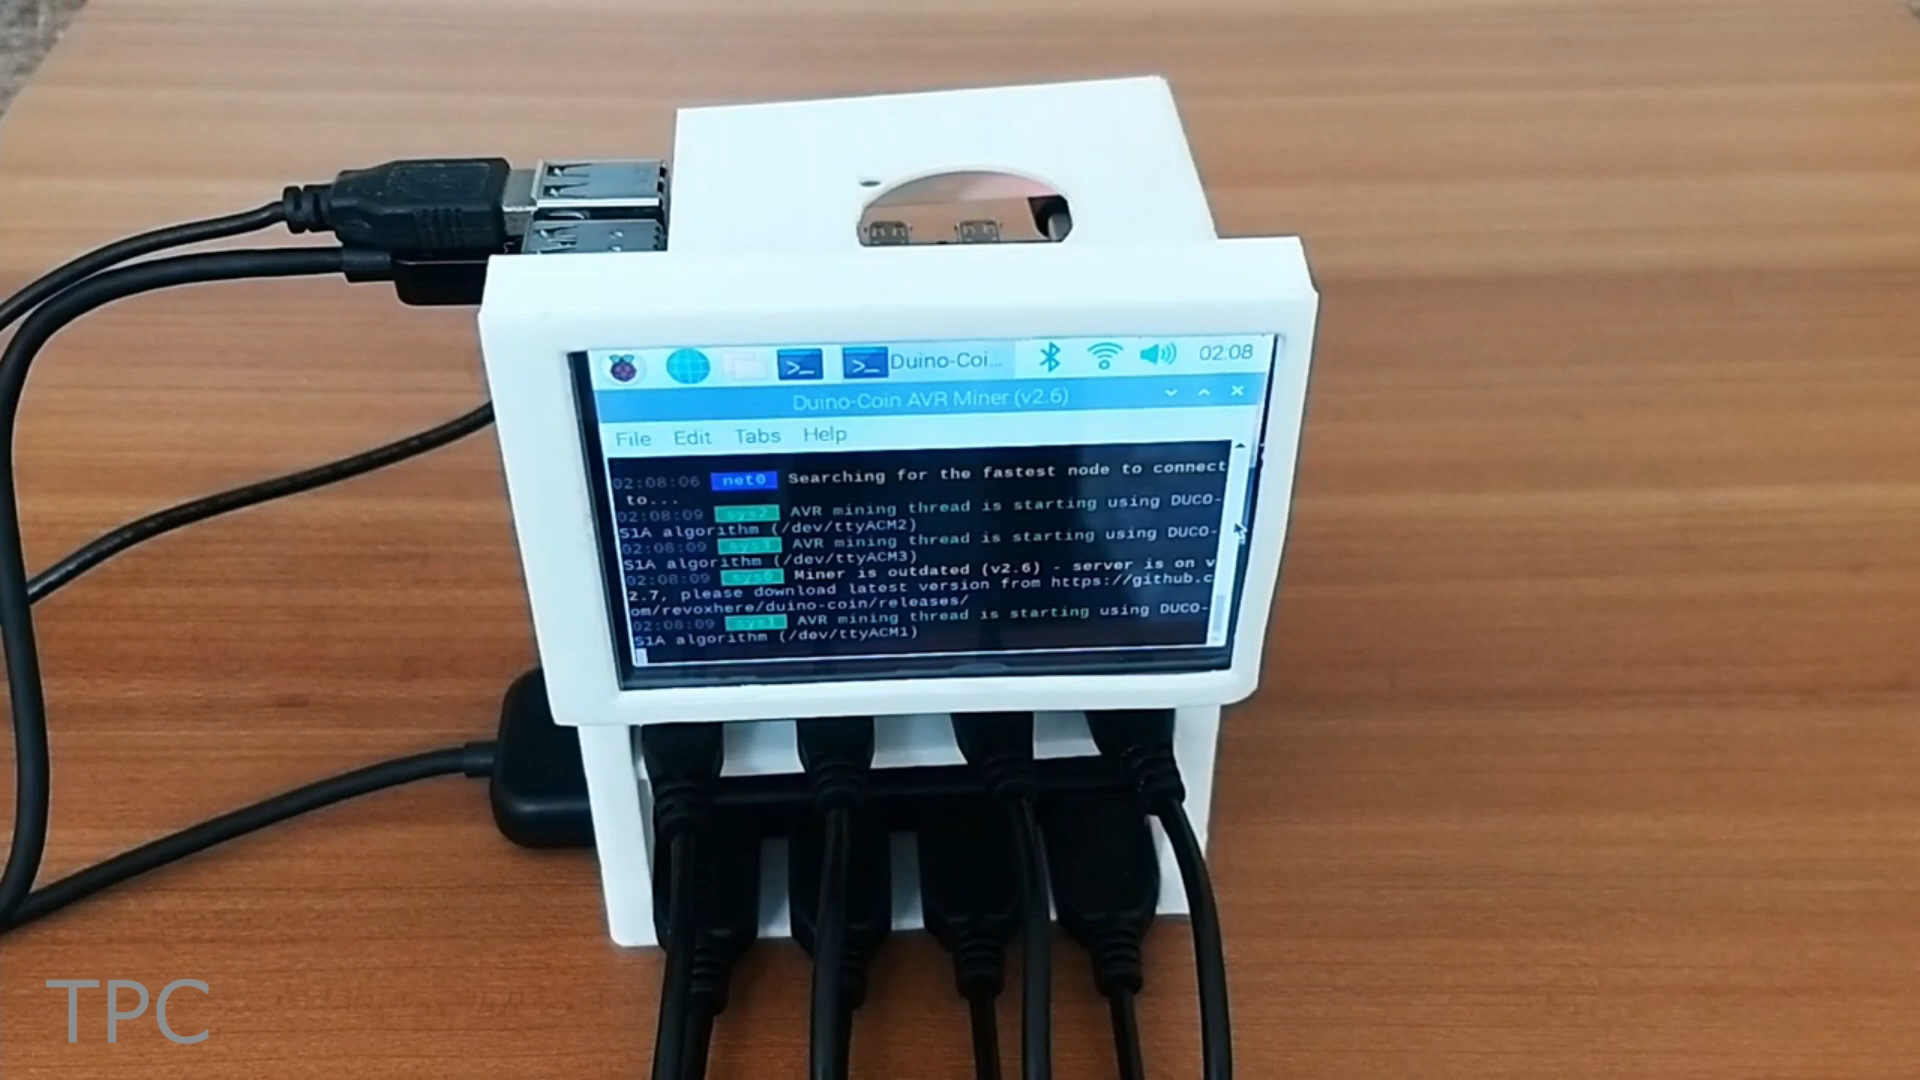 Duino-Coi... 02:08
Duino-Coin AVR Miner (v2.6)
File Edit Tabs Help
02:08:06 net0 Searching for the fastest node to connect
to...
02:08:09 sys2 AVR mining thread is starting using DUCO-
S1A algorithm (/dev/ttyACM2)
02:08:09 sys3 AVR mining thread is starting using DUCO-
S1A algorithm (/dev/ttyACM3)
02:08:09 sys0 Miner is outdated (v2.6) - server is on v
2.7, please download latest version from https://github.c
om/revoxhere/duino-coin/releases/
02:08:09 sys1 AVR mining thread is starting using DUCO-
S1A algorithm (/dev/ttyACM1)
TPC